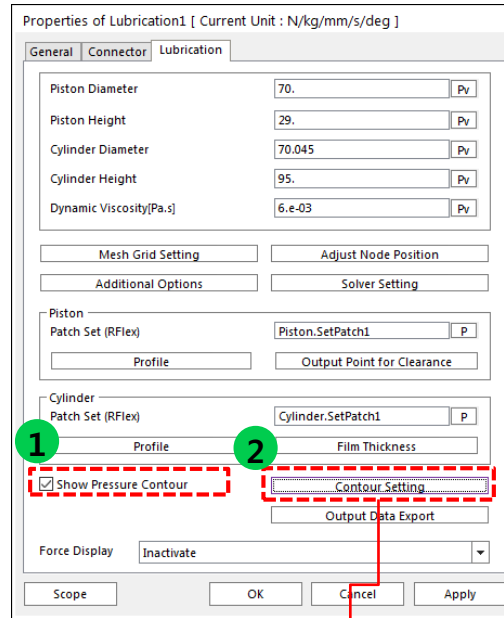 Properties of Lubrication1 [ Current Unit : N/kg/mm/s/deg ]
General Connector Lubrication
Piston Diameter 70. Pv
Piston Height 29. Pv
Cylinder Diameter 70.045 Pv
Cylinder Height 95. Pv
Dynamic Viscosity[Pa.s] 6.e-03 Pv
Mesh Grid Setting Adjust Node Position
Additional Options Solver Setting
Piston
Patch Set (RFlex) Piston.SetPatch1 P
Profile Output Point for Clearance
Cylinder
Patch Set (RFlex) Cylinder.SetPatch1 P
1 Profile 2 Film Thickness
Show Pressure Contour Contour Setting
Output Data Export
Force Display Inactivate
Scope OK Cancel Apply